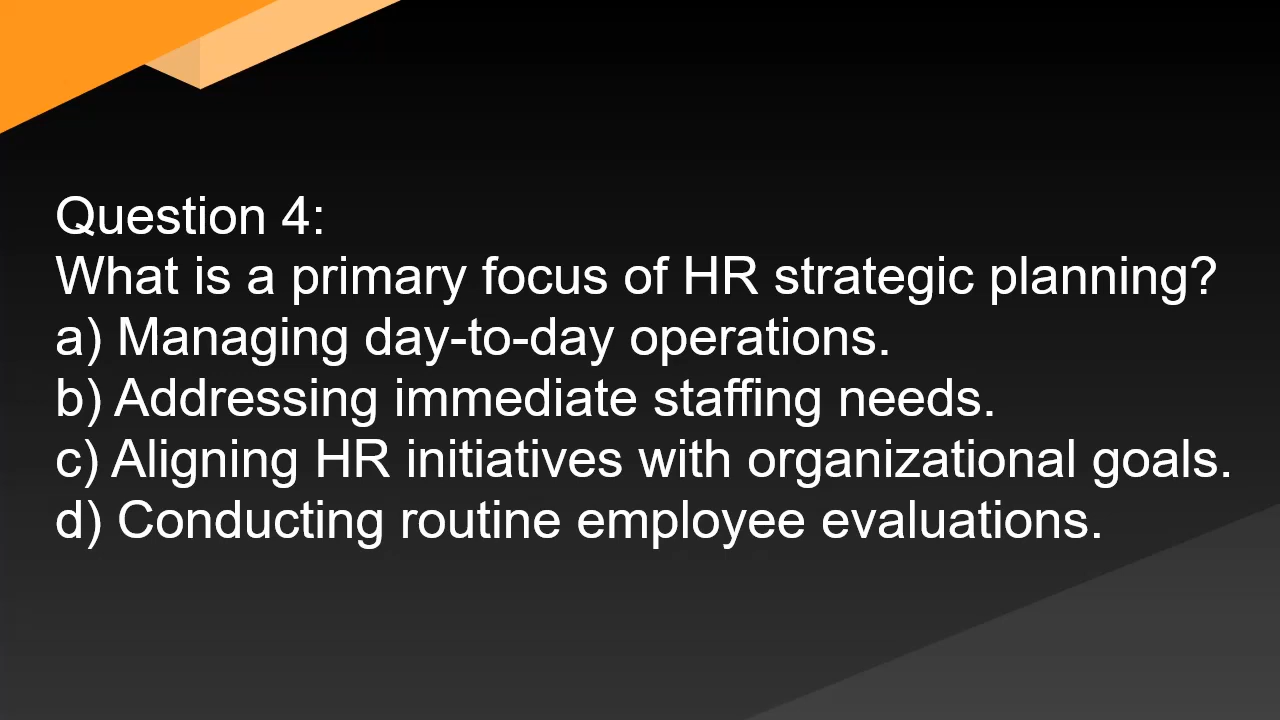 Question 4:
What is a primary focus of HR strategic planning?
a) Managing day-to-day operations.
b) Addressing immediate staffing needs.
c) Aligning HR initiatives with organizational goals.
d) Conducting routine employee evaluations.